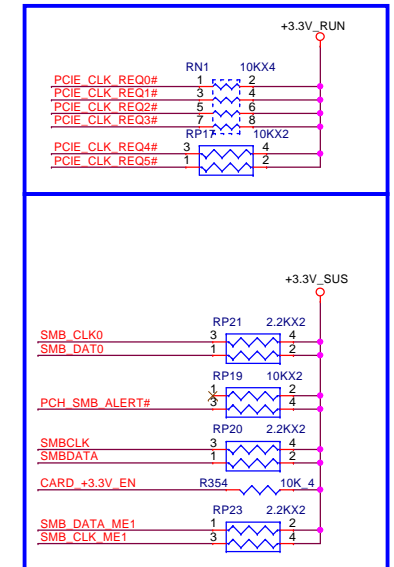 +3.3V_RUN
RN1 10KX4
PCIE_CLK_REQ0# 1 2
PCIE_CLK_REQ1# 3 4
PCIE_CLK_REQ2# 5 6
PCIE_CLK_REQ3# 7 8
RP17 10KX2
PCIE_CLK_REQ4# 3 4
PCIE_CLK_REQ5# 1 2
+3.3V_SUS
RP21 2.2KX2
SMB_CLK0 3 4
SMB_DAT0 1 2
RP19 10KX2
1 2
PCH_SMB_ALERT# 3 4
RP20 2.2KX2
SMBCLK 3 4
SMBDATA 1 2
CARD_+3.3V_EN R354 10K_4
RP23 2.2KX2
SMB_DATA_ME1 1 2
SMB_CLK_ME1 3 4